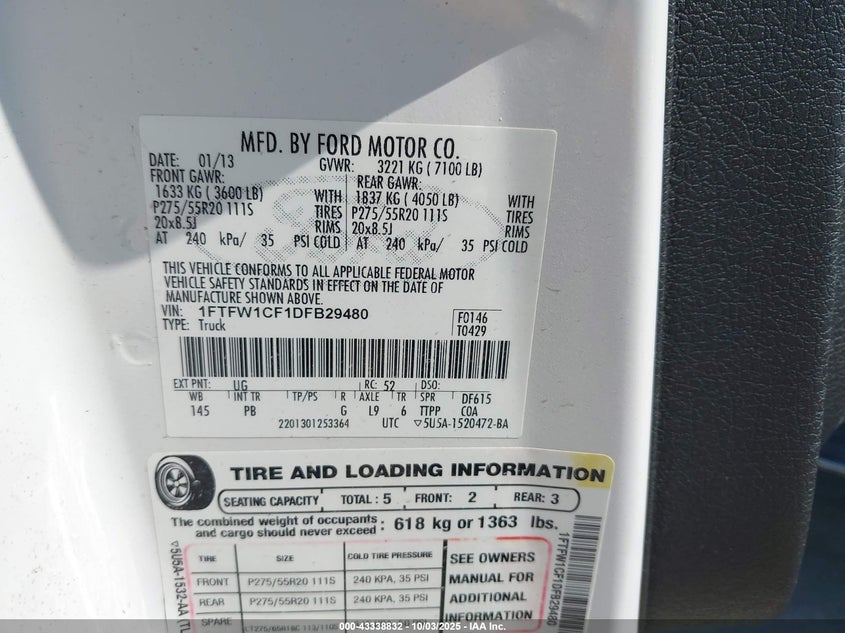 MFD. BY FORD MOTOR CO.
DATE: 01/13 GVWR: 3221 KG ( 7100 LB)
FRONT GAWR: REAR GAWR:
1633 KG ( 3600 LB) WITH 1837 KG ( 4050 LB) WITH
P275/55R20 111S TIRES P275/55R20 111S TIRES
20x8.5J RIMS 20x8.5J RIMS
AT 240 kPa/ 35 PSI COLD AT 240 kPa/ 35 PSI COLD
THIS VEHICLE CONFORMS TO ALL APPLICABLE FEDERAL MOTOR
VEHICLE SAFETY STANDARDS IN EFFECT ON THE DATE OF
MANUFACTURE SHOWN ABOVE.
VIN: 1FTFW1CF1DFB29480 F0146
TYPE: Truck T0429
EXT PNT: UG RC: 52 DSO:
WB INT TR TP/PS R AXLE TR SPR DF615
145 PB G L9 6 TTPP COA
2201301253364 UTC ▽5U5A-1520472-BA
TIRE AND LOADING INFORMATION
SEATING CAPACITY TOTAL: 5 FRONT: 2 REAR: 3
The combined weight of occupants and cargo should never exceed : 618 kg or 1363 lbs.
TIRE SIZE COLD TIRE PRESSURE SEE OWNERS
FRONT P275/55R20 111S 240 KPA, 35 PSI MANUAL FOR
REAR P275/55R20 111S 240 KPA, 35 PSI ADDITIONAL
SPARE INFORMATION
▽5U5A-1532-AA
1FTFW1CF1DFB29480
000-43338832 - 10/03/2025 - IAA Inc.